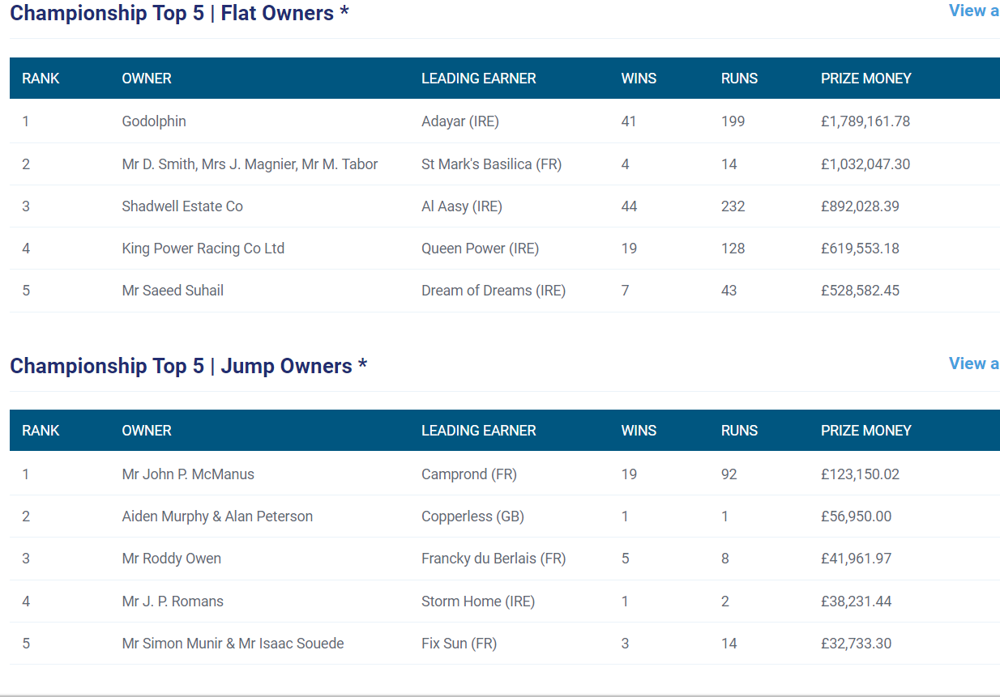 Championship Top 5 | Flat Owners * View a
RANK OWNER LEADING EARNER WINS RUNS PRIZE MONEY
1 Godolphin Adayar (IRE) 41 199 £1,789,161.78
2 Mr D. Smith, Mrs J. Magnier, Mr M. Tabor St Mark's Basilica (FR) 4 14 £1,032,047.30
3 Shadwell Estate Co Al Aasy (IRE) 44 232 £892,028.39
4 King Power Racing Co Ltd Queen Power (IRE) 19 128 £619,553.18
5 Mr Saeed Suhail Dream of Dreams (IRE) 7 43 £528,582.45
Championship Top 5 | Jump Owners * View a
RANK OWNER LEADING EARNER WINS RUNS PRIZE MONEY
1 Mr John P. McManus Camprond (FR) 19 92 £123,150.02
2 Aiden Murphy & Alan Peterson Copperless (GB) 1 1 £56,950.00
3 Mr Roddy Owen Francky du Berlais (FR) 5 8 £41,961.97
4 Mr J. P. Romans Storm Home (IRE) 1 2 £38,231.44
5 Mr Simon Munir & Mr Isaac Souede Fix Sun (FR) 3 14 £32,733.30